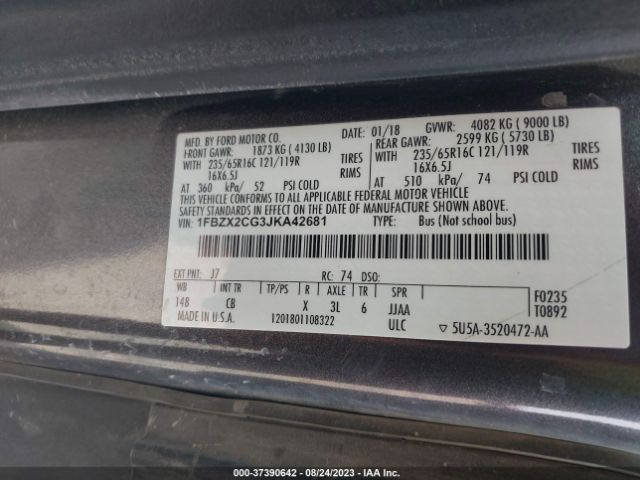 MFD. BY FORD MOTOR CO.
DATE: 01/18 GVWR: 4082 KG ( 9000 LB)
FRONT GAWR: 1873 KG ( 4130 LB)
REAR GAWR: 2599 KG ( 5730 LB)
WITH 235/65R16C 121/119R TIRES
WITH 235/65R16C 121/119R TIRES
16X6.5J RIMS
16X6.5J RIMS
AT 360 kPa/ 52 PSI COLD
AT 510 kPa/ 74 PSI COLD
THIS VEHICLE CONFORMS TO ALL APPLICABLE FEDERAL MOTOR VEHICLE
SAFETY STANDARDS IN EFFECT ON THE DATE OF MANUFACTURE SHOWN ABOVE.
VIN: 1FBZX2CG3JKA42681 TYPE: Bus (Not school bus)
EXT PNT: J7 RC: 74 DSO:
WB INT TR TP/PS R AXLE TR SPR F0235
148 CB X 3L 6 JJAA T0892
MADE IN U.S.A. 1201801108322 ULC ▽ 5U5A-3520472-AA
000-37390642 - 08/24/2023 - IAA Inc.